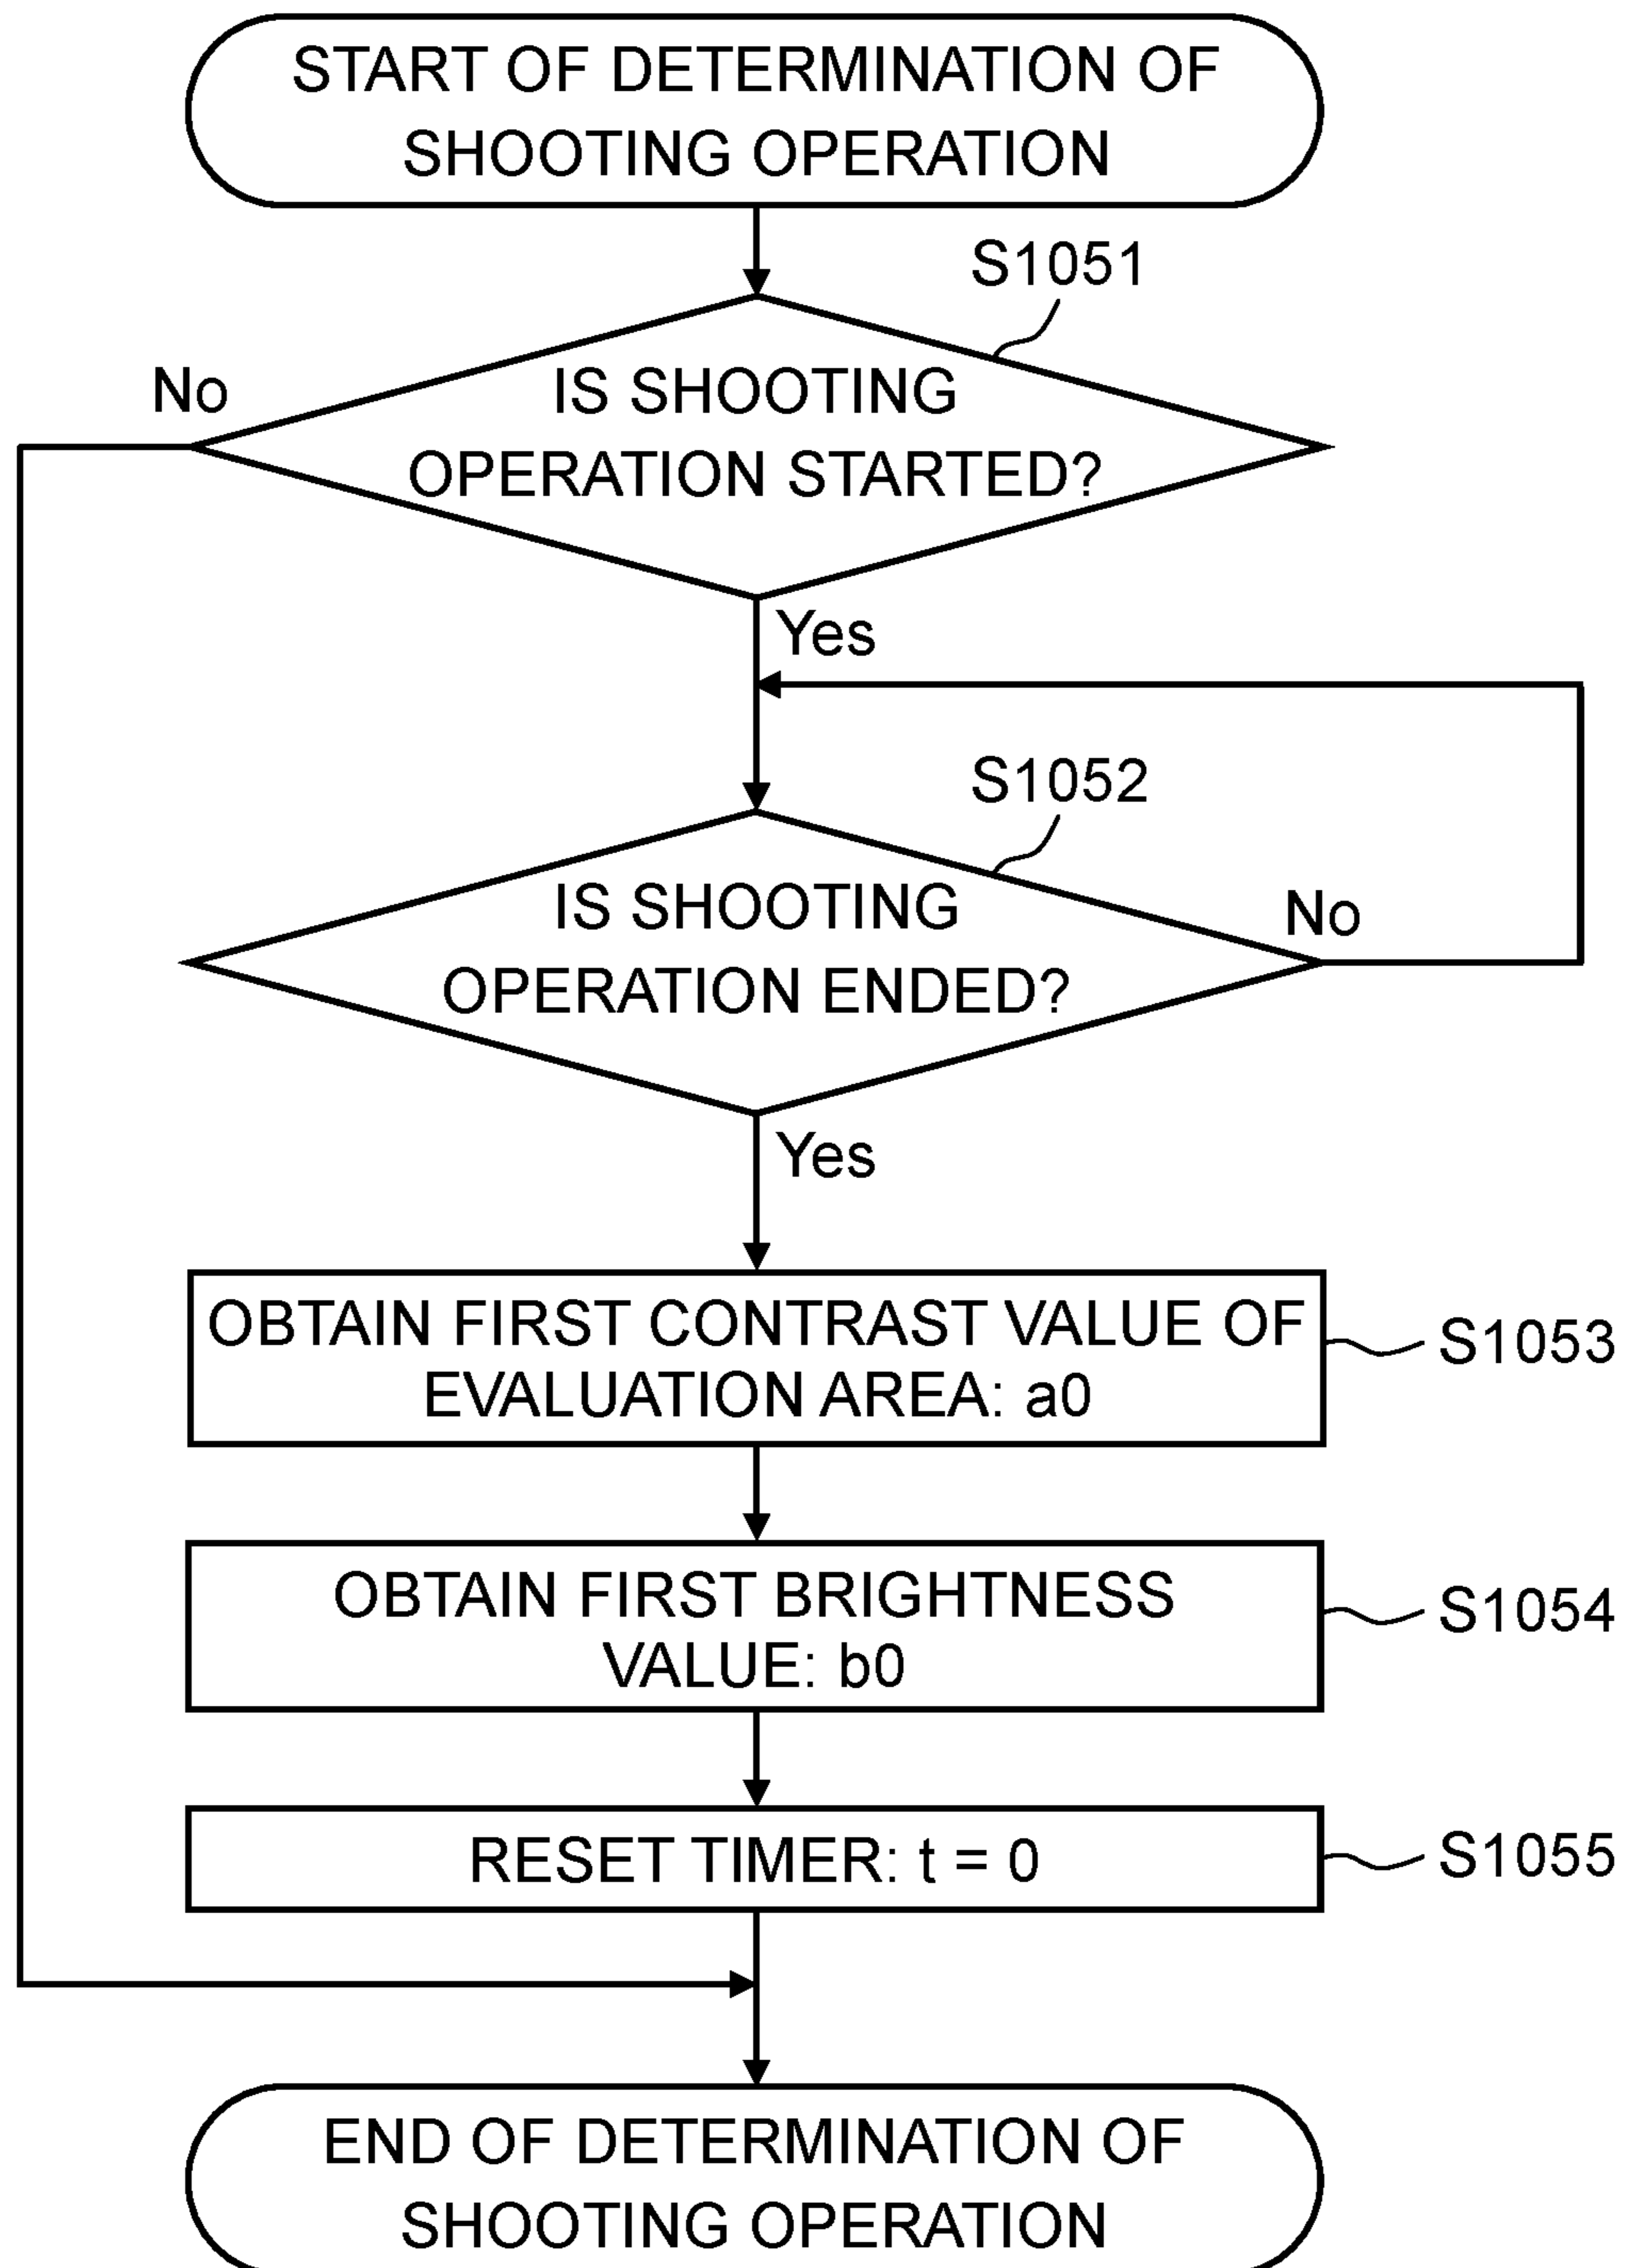 START OF DETERMINATION OF
SHOOTING OPERATION
S1051
No
IS SHOOTING
OPERATION STARTED?
Yes
S1052
IS SHOOTING
OPERATION ENDED?
No
Yes
OBTAIN FIRST CONTRAST VALUE OF
EVALUATION AREA: a0
S1053
OBTAIN FIRST BRIGHTNESS
VALUE: b0
S1054
RESET TIMER: t = 0
S1055
END OF DETERMINATION OF
SHOOTING OPERATION